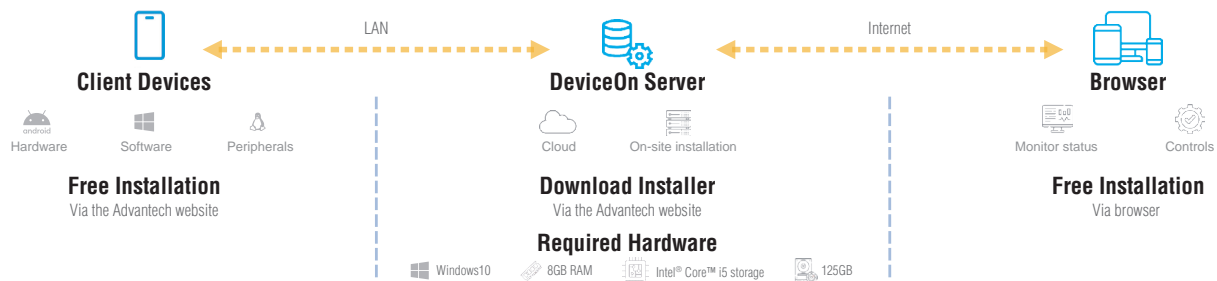 LAN
Internet
Client Devices
DeviceOn Server
Browser
android
Hardware
Software
Peripherals
Cloud
On-site installation
Monitor status
Controls
Free Installation
Via the Advantech website
Download Installer
Via the Advantech website
Free Installation
Via browser
Required Hardware
Windows10
8GB RAM
Intel® Core™ i5 storage
125GB